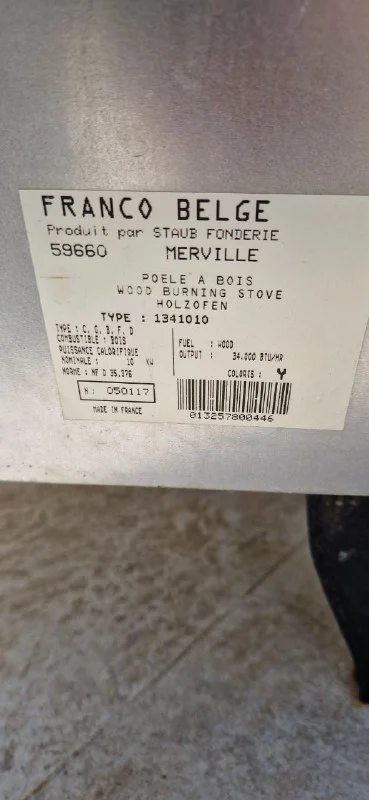 FRANCO BELGE
Produit par STAUB FONDERIE
59660 MERVILLE
POELE A BOIS
WOOD BURNING STOVE
HOLZOFEN
TYPE : 1341010
TYPE : C, G, B, F, D
COMBUSTIBLE : BOIS
PUISSANCE CALORIFIQUE
NOMINALE : 10 KW
NORME : NF D 35.376
N: 050117
MADE IN FRANCE
FUEL : WOOD
OUTPUT : 34.000 BTU/HR
COLORIS : Y
013257800446